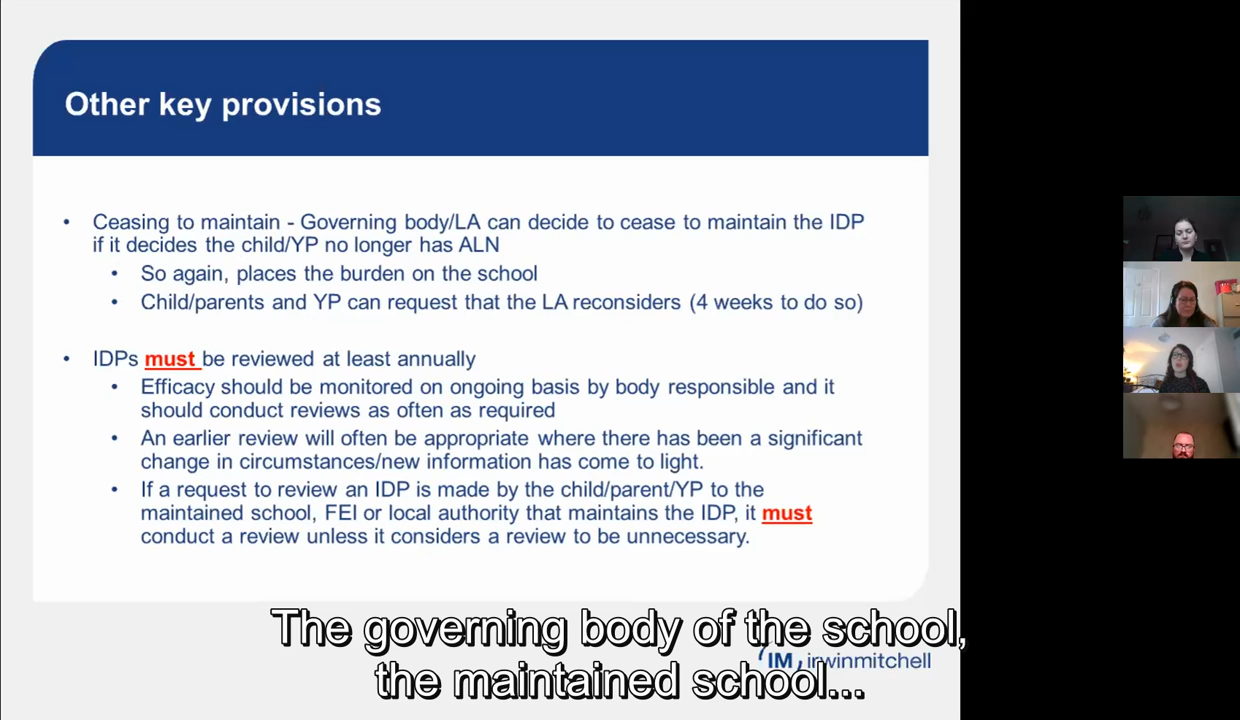 Other key provisions
• Ceasing to maintain - Governing body/LA can decide to cease to maintain the IDP
if it decides the child/YP no longer has ALN
• So again, places the burden on the school
• Child/parents and YP can request that the LA reconsiders (4 weeks to do so)
• IDPs must be reviewed at least annually
• Efficacy should be monitored on ongoing basis by body responsible and it
should conduct reviews as often as required
• An earlier review will often be appropriate where there has been a significant
change in circumstances/new information has come to light.
• If a request to review an IDP is made by the child/parent/YP to the
maintained school, FEI or local authority that maintains the IDP, it must
conduct a review unless it considers a review to be unnecessary.
The governing body of the school,
IM irwinmitchell
the maintained school...